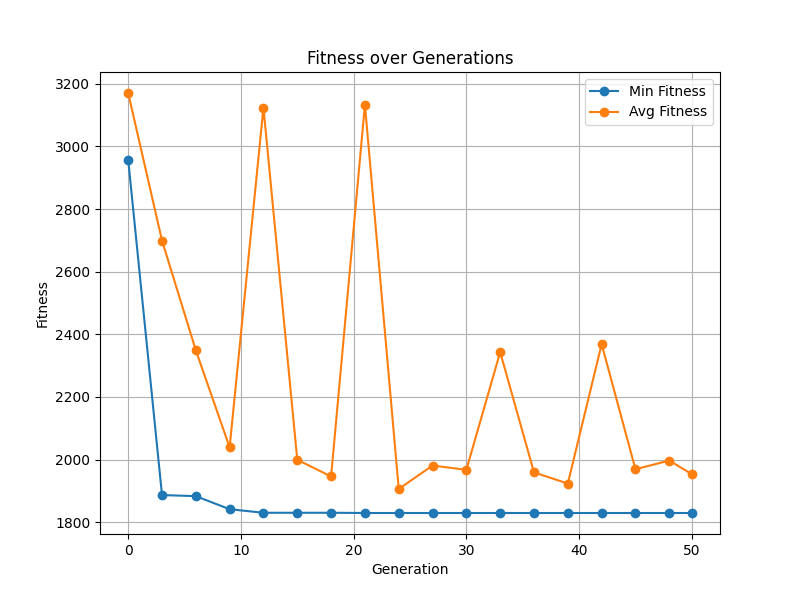 Fitness over Generations
Min Fitness
Avg Fitness
3200
3000
2800
2600
2400
2200
2000
1800
Fitness
0 10 20 30 40 50
Generation